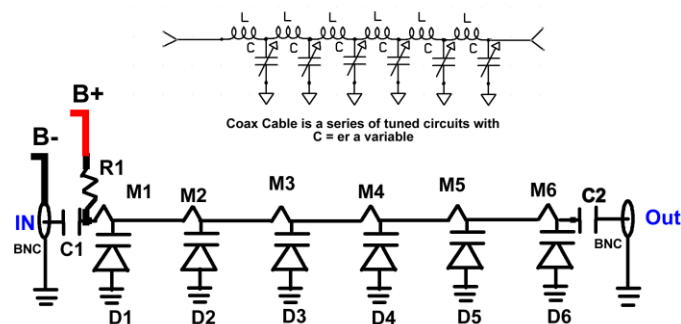 L L L L L L
C C C C C C
Coax Cable is a series of tuned circuits with
C = er a variable
B+
B-
R1
M1 M2 M3 M4 M5 M6 C2
IN Out
BNC C1 BNC
D1 D2 D3 D4 D5 D6